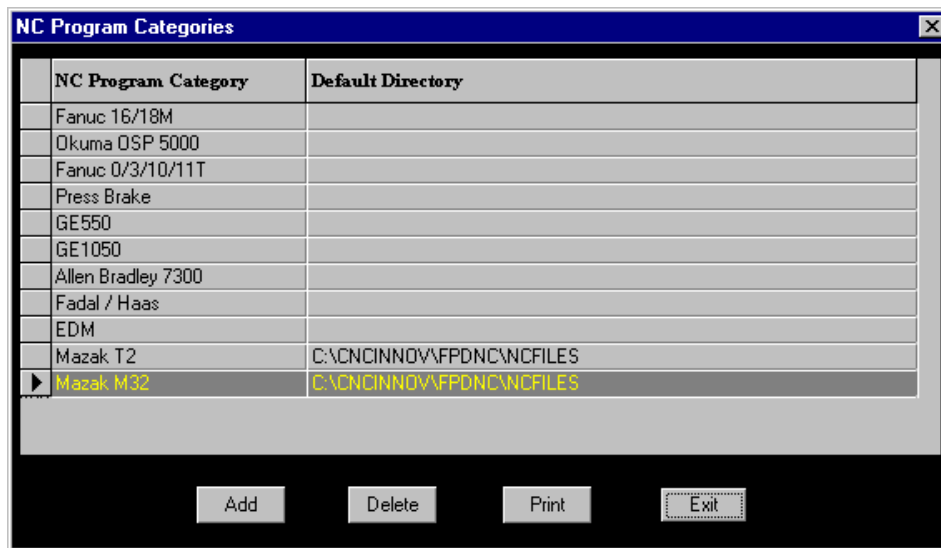 NC Program Categories
NC Program Category Default Directory
Fanuc 16/18M
Okuma OSP 5000
Fanuc 0/3/10/11T
Press Brake
GE550
GE1050
Allen Bradley 7300
Fadal / Haas
EDM
Mazak T2 C:\CNCINNOV\FPDNC\NCFILES
Mazak M32 C:\CNCINNOV\FPDNC\NCFILES
Add Delete Print Exit